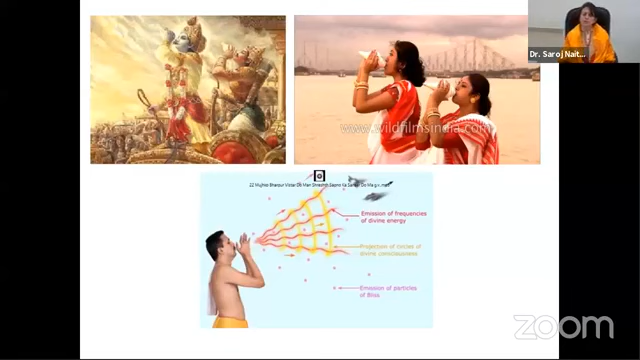 Dr. Saroj Nait...
www.wildfilmsindia.com
Emission of frequencies
of divine energy
Projection of circles of
divine consciousness
Emission of particles
of Bliss
zoom